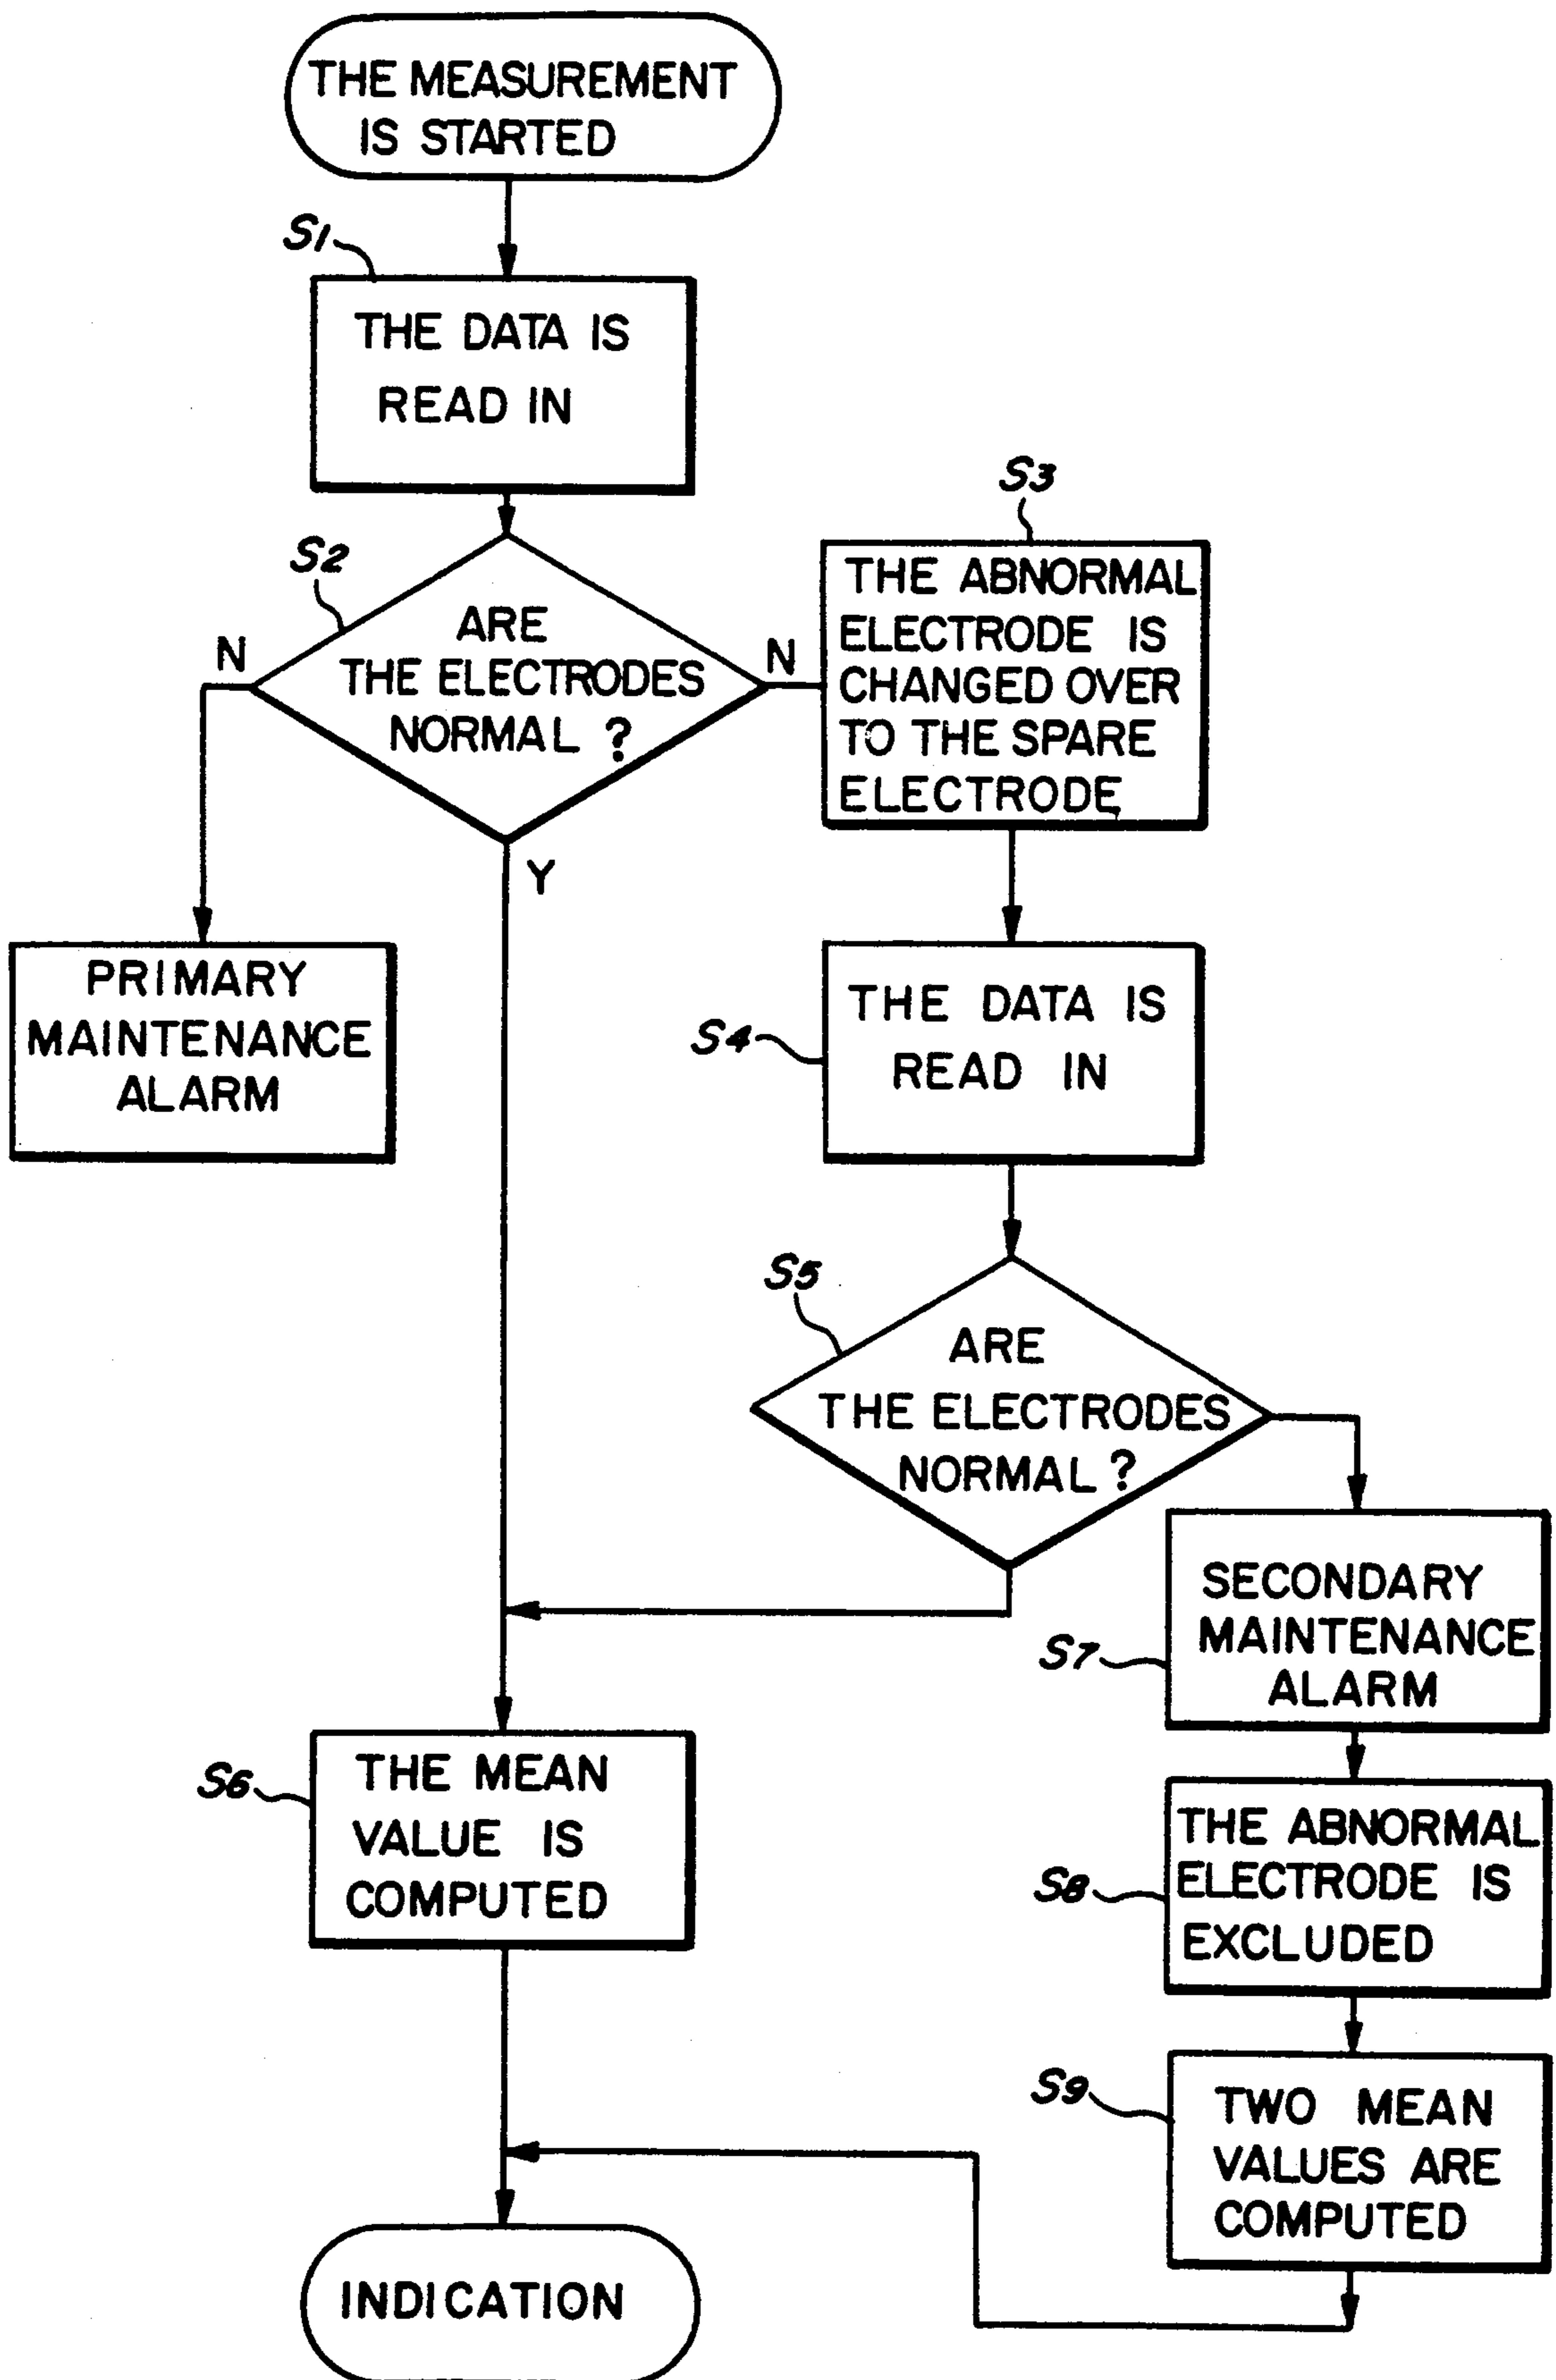 THE MEASUREMENT
IS STARTED
S1
THE DATA IS
READ IN
S2
ARE
THE ELECTRODES
NORMAL ?
N
N
Y
S3
THE ABNORMAL
ELECTRODE IS
CHANGED OVER
TO THE SPARE
ELECTRODE
PRIMARY
MAINTENANCE
ALARM
S4
THE DATA IS
READ IN
S5
ARE
THE ELECTRODES
NORMAL ?
S7
SECONDARY
MAINTENANCE
ALARM
S6
THE MEAN
VALUE IS
COMPUTED
S8
THE ABNORMAL
ELECTRODE IS
EXCLUDED
S9
TWO MEAN
VALUES ARE
COMPUTED
INDICATION